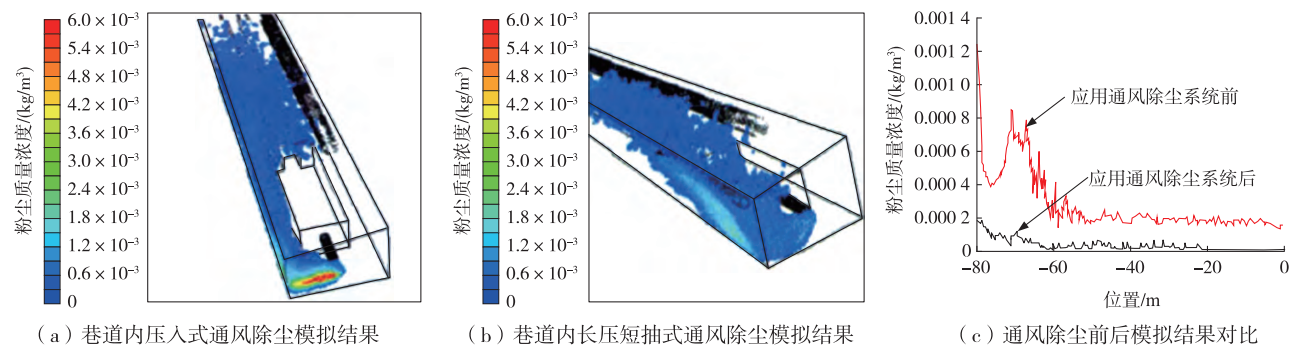 粉尘质量浓度/(kg/m³)
6.0 × 10⁻³
5.4 × 10⁻³
4.8 × 10⁻³
4.2 × 10⁻³
3.6 × 10⁻³
3.0 × 10⁻³
2.4 × 10⁻³
1.8 × 10⁻³
1.2 × 10⁻³
0.6 × 10⁻³
0
（a）巷道内压入式通风除尘模拟结果
粉尘质量浓度/(kg/m³)
6.0 × 10⁻³
5.4 × 10⁻³
4.8 × 10⁻³
4.2 × 10⁻³
3.6 × 10⁻³
3.0 × 10⁻³
2.4 × 10⁻³
1.8 × 10⁻³
1.2 × 10⁻³
0.6 × 10⁻³
0
（b）巷道内长压短抽式通风除尘模拟结果
粉尘质量浓度/(kg/m³)
0.001 4
0.001 2
0.001 0
0.000 8
0.000 6
0.000 4
0.000 2
0
应用通风除尘系统前
应用通风除尘系统后
-80 -60 -40 -20 0
位置/m
（c）通风除尘前后模拟结果对比